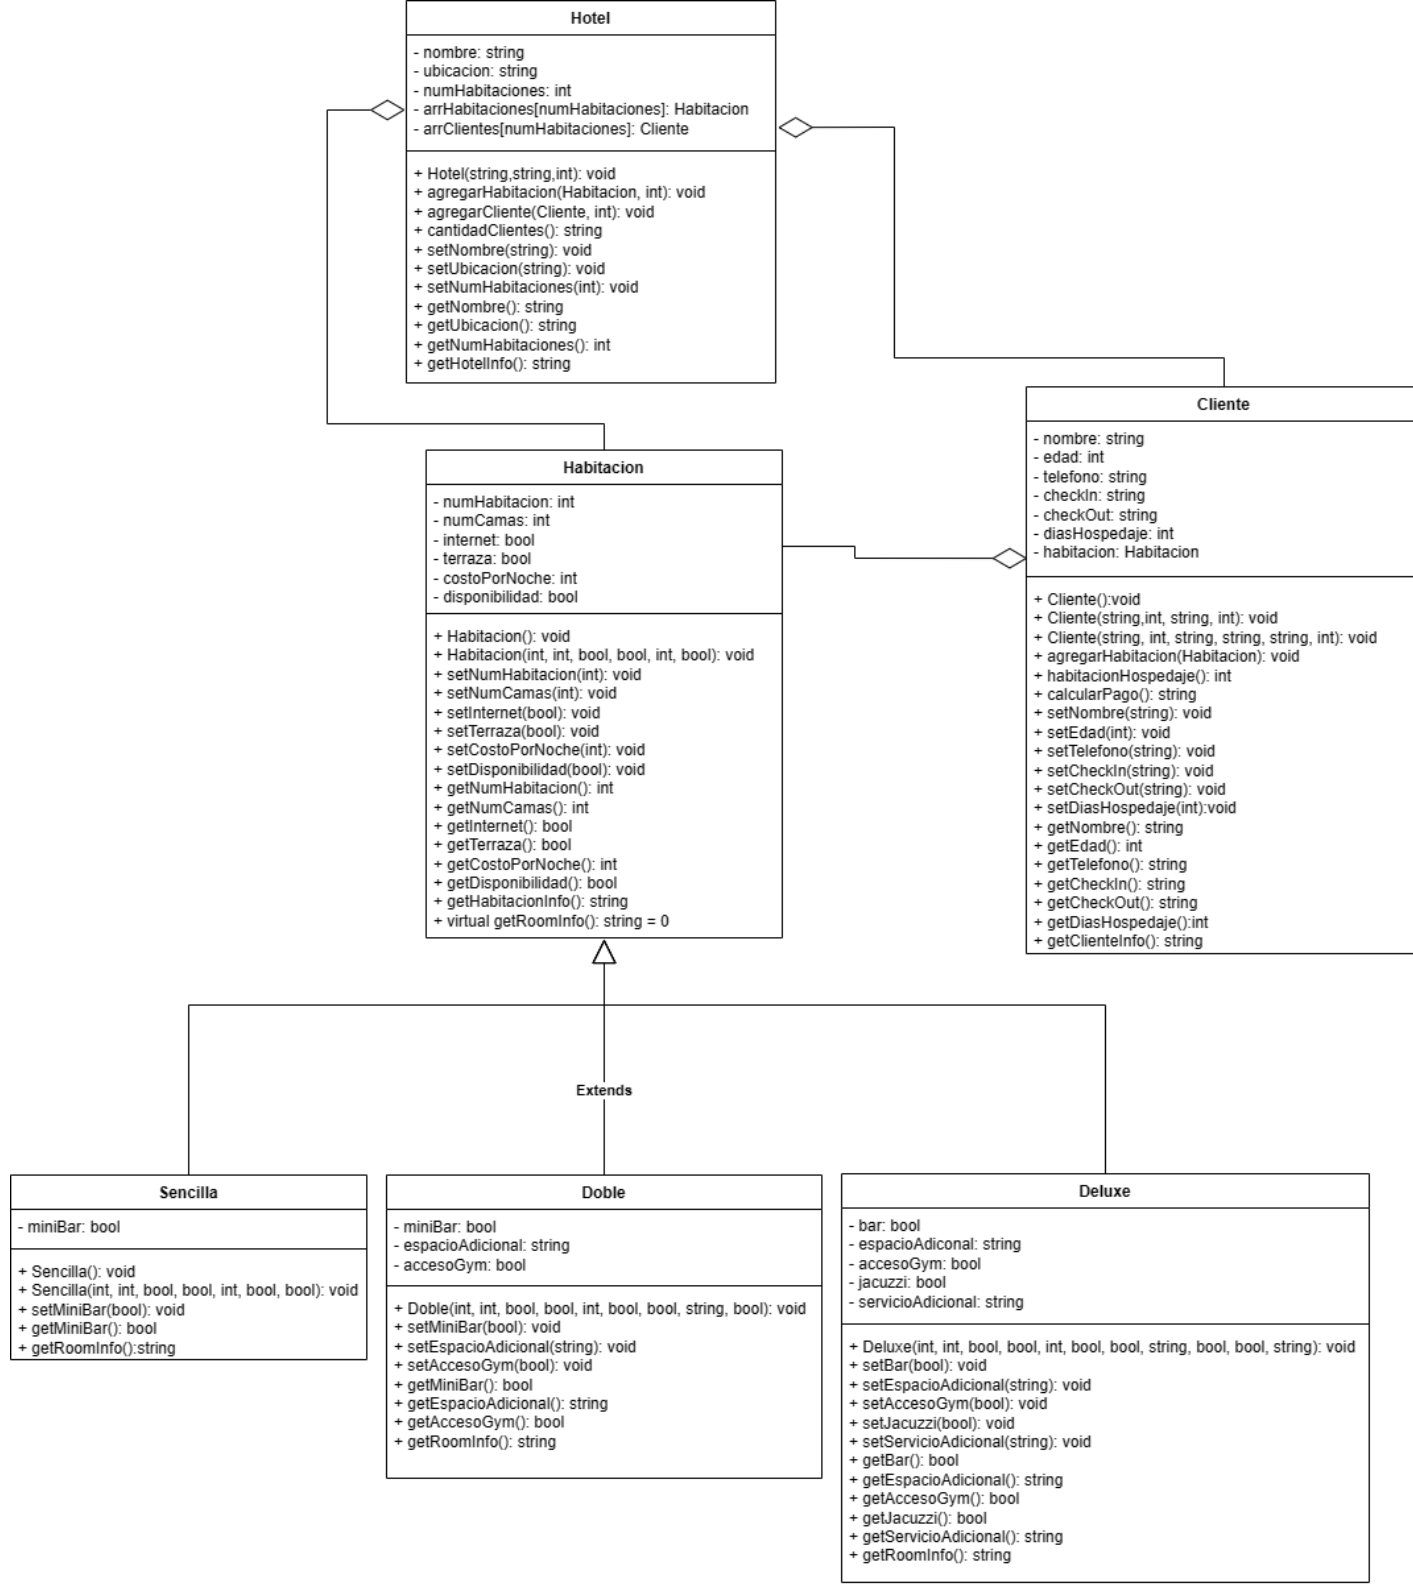 Hotel
- nombre: string
- ubicacion: string
- numHabitaciones: int
- arrHabitaciones[numHabitaciones]: Habitacion
- arrClientes[numHabitaciones]: Cliente
+ Hotel(string,string,int): void
+ agregarHabitacion(Habitacion, int): void
+ agregarCliente(Cliente, int): void
+ cantidadClientes(): string
+ setNombre(string): void
+ setUbicacion(string): void
+ setNumHabitaciones(int): void
+ getNombre(): string
+ getUbicacion(): string
+ getNumHabitaciones(): int
+ getHotelInfo(): string
Cliente
- nombre: string
- edad: int
- telefono: string
- checkIn: string
- checkOut: string
- diasHospedaje: int
- habitacion: Habitacion
+ Cliente():void
+ Cliente(string,int, string, int): void
+ Cliente(string, int, string, string, string, int): void
+ agregarHabitacion(Habitacion): void
+ habitacionHospedaje(): int
+ calcularPago(): string
+ setNombre(string): void
+ setEdad(int): void
+ setTelefono(string): void
+ setCheckIn(string): void
+ setCheckOut(string): void
+ setDiasHospedaje(int):void
+ getNombre(): string
+ getEdad(): int
+ getTelefono(): string
+ getCheckIn(): string
+ getCheckOut(): string
+ getDiasHospedaje():int
+ getClienteInfo(): string
Habitacion
- numHabitacion: int
- numCamas: int
- internet: bool
- terraza: bool
- costoPorNoche: int
- disponibilidad: bool
+ Habitacion(): void
+ Habitacion(int, int, bool, bool, int, bool): void
+ setNumHabitacion(int): void
+ setNumCamas(int): void
+ setInternet(bool): void
+ setTerraza(bool): void
+ setCostoPorNoche(int): void
+ setDisponibilidad(bool): void
+ getNumHabitacion(): int
+ getNumCamas(): int
+ getInternet(): bool
+ getTerraza(): bool
+ getCostoPorNoche(): int
+ getDisponibilidad(): bool
+ getHabitacionInfo(): string
+ virtual getRoomInfo(): string = 0
Extends
Sencilla
- miniBar: bool
+ Sencilla(): void
+ Sencilla(int, int, bool, bool, int, bool, bool): void
+ setMiniBar(bool): void
+ getMiniBar(): bool
+ getRoomInfo():string
Doble
- miniBar: bool
- espacioAdicional: string
- accesoGym: bool
+ Doble(int, int, bool, bool, int, bool, bool, string, bool): void
+ setMiniBar(bool): void
+ setEspacioAdicional(string): void
+ setAccesoGym(bool): void
+ getMiniBar(): bool
+ getEspacioAdicional(): string
+ getAccesoGym(): bool
+ getRoomInfo(): string
Deluxe
- bar: bool
- espacioAdiconal: string
- accesoGym: bool
- jacuzzi: bool
- servicioAdicional: string
+ Deluxe(int, int, bool, bool, int, bool, bool, string, bool, bool, string): void
+ setBar(bool): void
+ setEspacioAdicional(string): void
+ setAccesoGym(bool): void
+ setJacuzzi(bool): void
+ setServicioAdicional(string): void
+ getBar(): bool
+ getEspacioAdicional(): string
+ getAccesoGym(): bool
+ getJacuzzi(): bool
+ getServicioAdicional(): string
+ getRoomInfo(): string